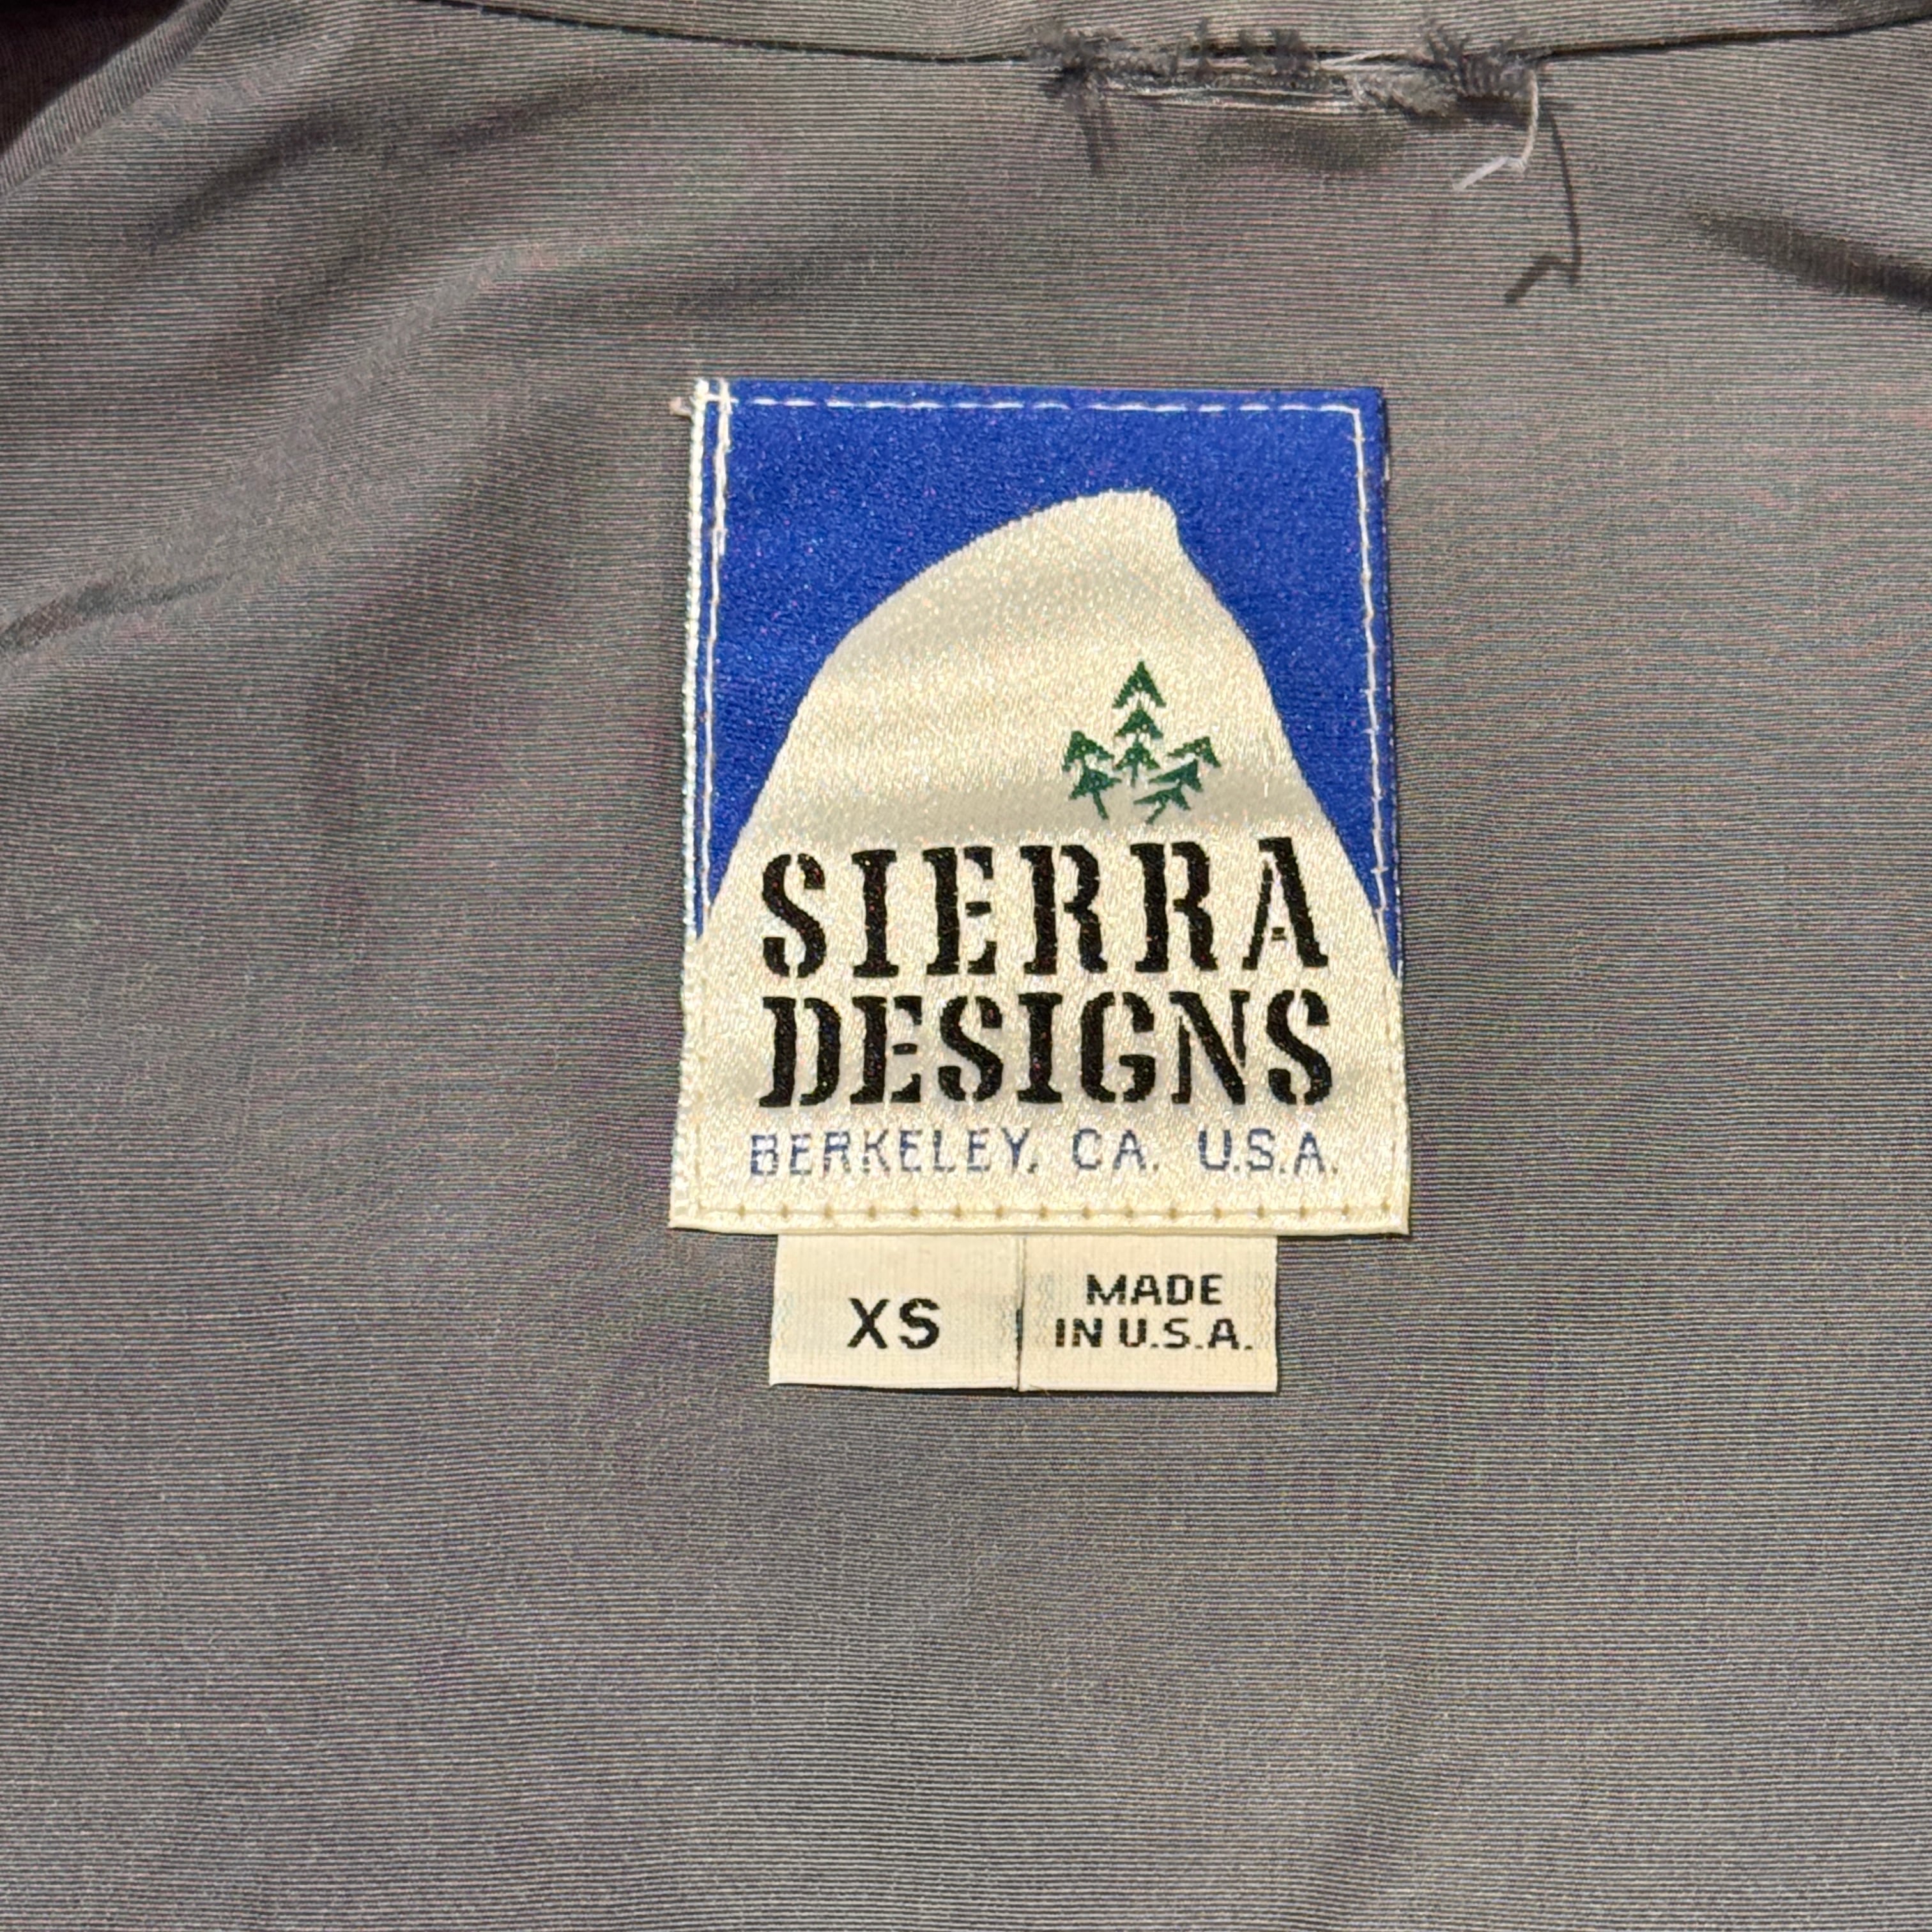 SIERRA
DESIGNS
BERKELEY, CA. U.S.A.
XS
MADE
IN U.S.A.